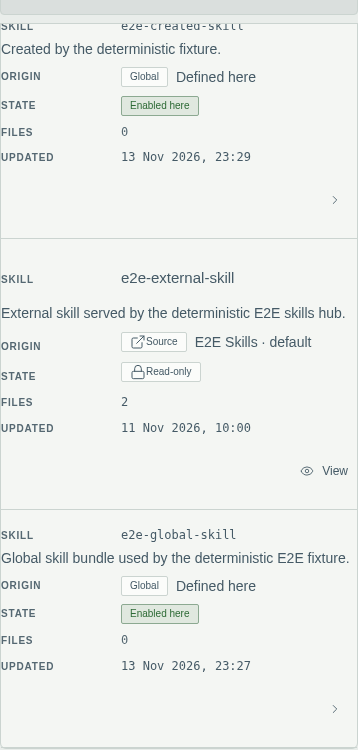 SKILL e2e-created-skill
Created by the deterministic fixture.
ORIGIN Global Defined here
STATE Enabled here
FILES 0
UPDATED 13 Nov 2026, 23:29
SKILL e2e-external-skill
External skill served by the deterministic E2E skills hub.
ORIGIN Source E2E Skills · default
STATE Read-only
FILES 2
UPDATED 11 Nov 2026, 10:00
View
SKILL e2e-global-skill
Global skill bundle used by the deterministic E2E fixture.
ORIGIN Global Defined here
STATE Enabled here
FILES 0
UPDATED 13 Nov 2026, 23:27